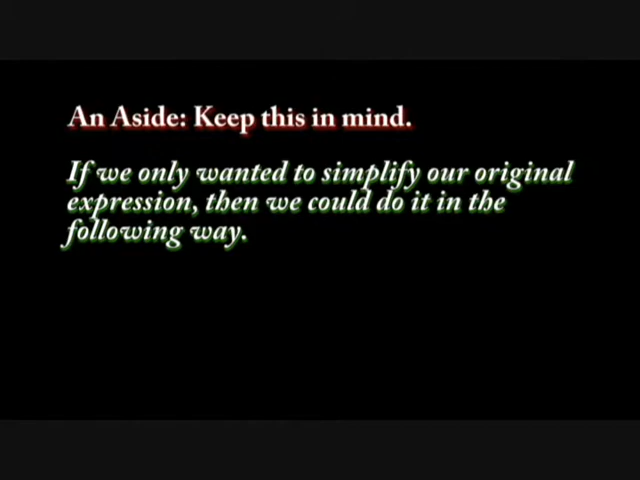 An Aside: Keep this in mind.
If we only wanted to simplify our original
expression, then we could do it in the
following way.